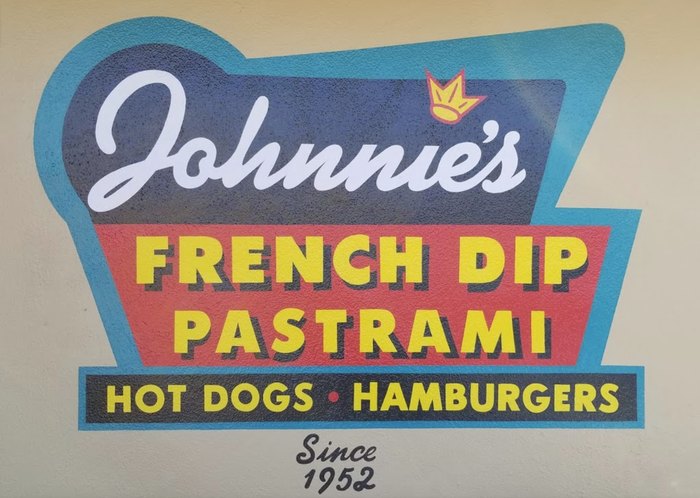 Johnnie's
FRENCH DIP
PASTRAMI
HOT DOGS • HAMBURGERS
Since
1952